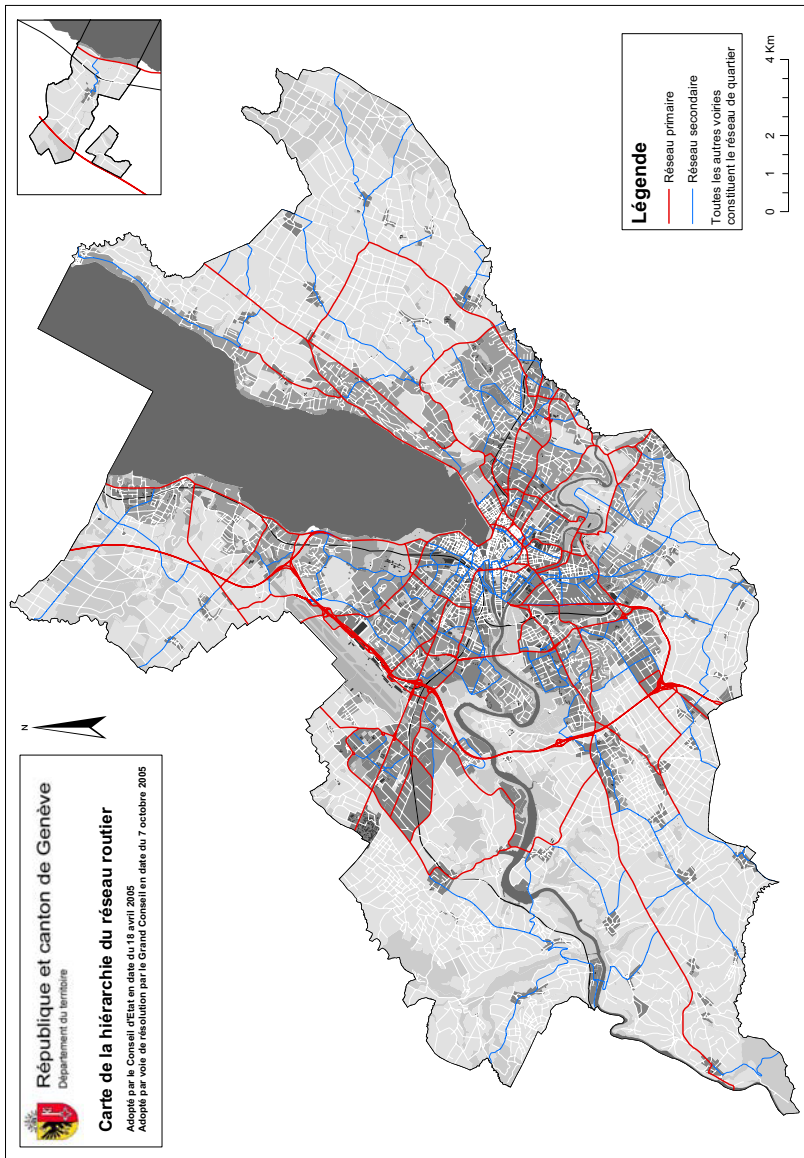 République et canton de Genève
Département du territoire
Carte de la hiérarchie du réseau routier
Adopté par le Conseil d'Etat en date du 18 avril 2005
Adopté par voie de résolution par le Grand Conseil en date du 7 octobre 2005
N
Légende
Réseau primaire
Réseau secondaire
Toutes les autres voiries
constituent le réseau de quartier
0 1 2 4 Km